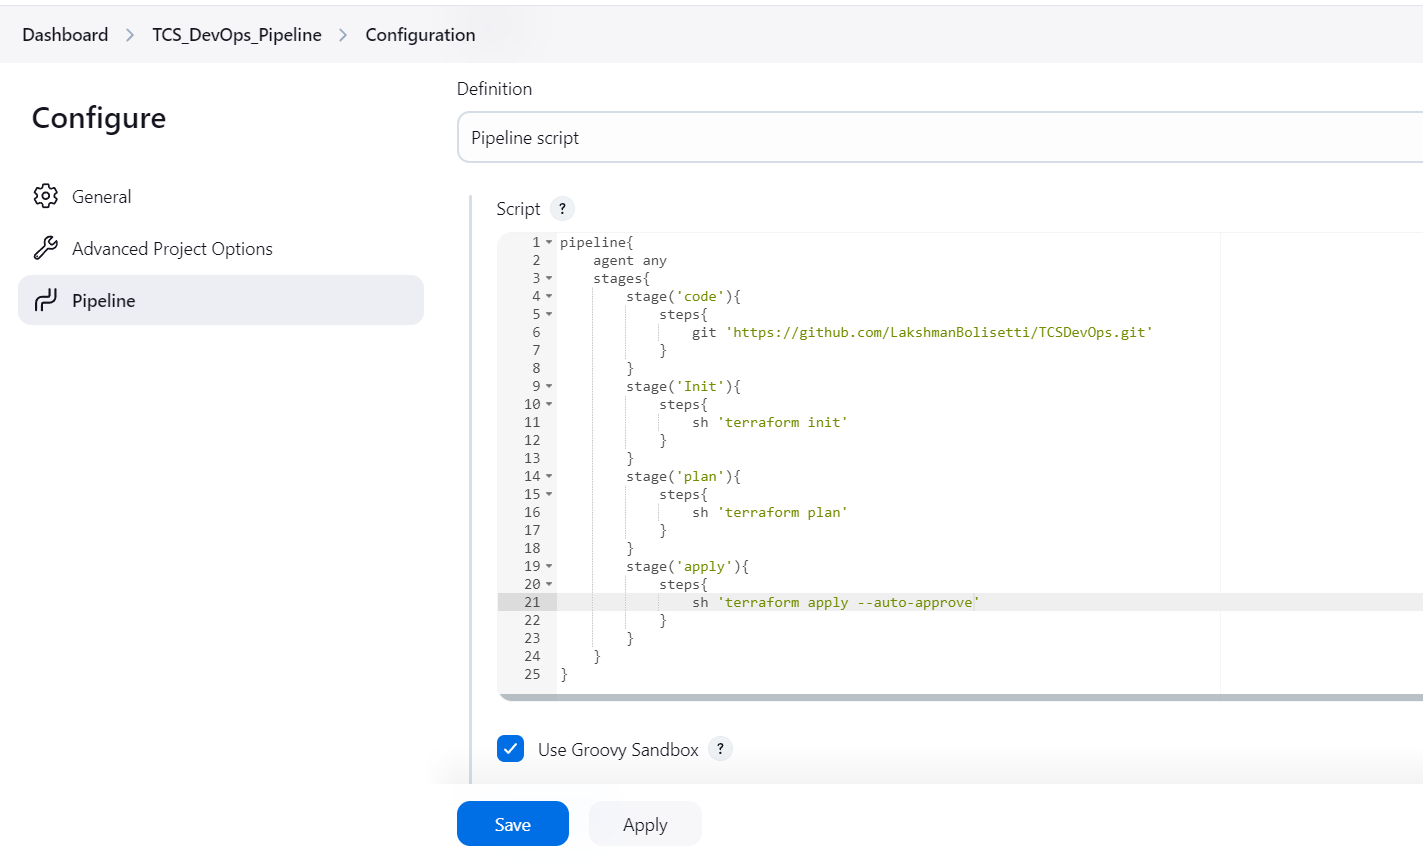 Dashboard > TCS_DevOps_Pipeline > Configuration
Configure
General
Advanced Project Options
Pipeline
Definition
Pipeline script
Script ?
1 pipeline{
2     agent any
3     stages{
4         stage('code'){
5             steps{
6                 git 'https://github.com/LakshmanBolisetti/TCSDevOps.git'
7             }
8         }
9         stage('Init'){
10             steps{
11                 sh 'terraform init'
12             }
13         }
14         stage('plan'){
15             steps{
16                 sh 'terraform plan'
17             }
18         }
19         stage('apply'){
20             steps{
21                 sh 'terraform apply --auto-approve'
22             }
23         }
24     }
25 }
Use Groovy Sandbox ?
Save
Apply